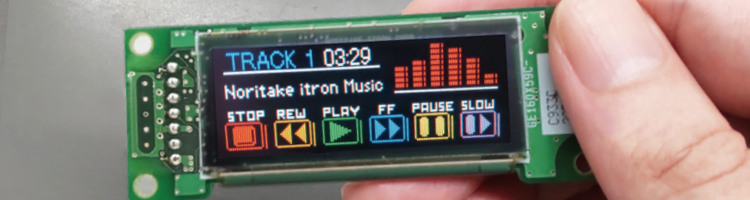 TRACK 1 03:29
Noritake itron Music
STOP REW PLAY FF PAUSE SLOW